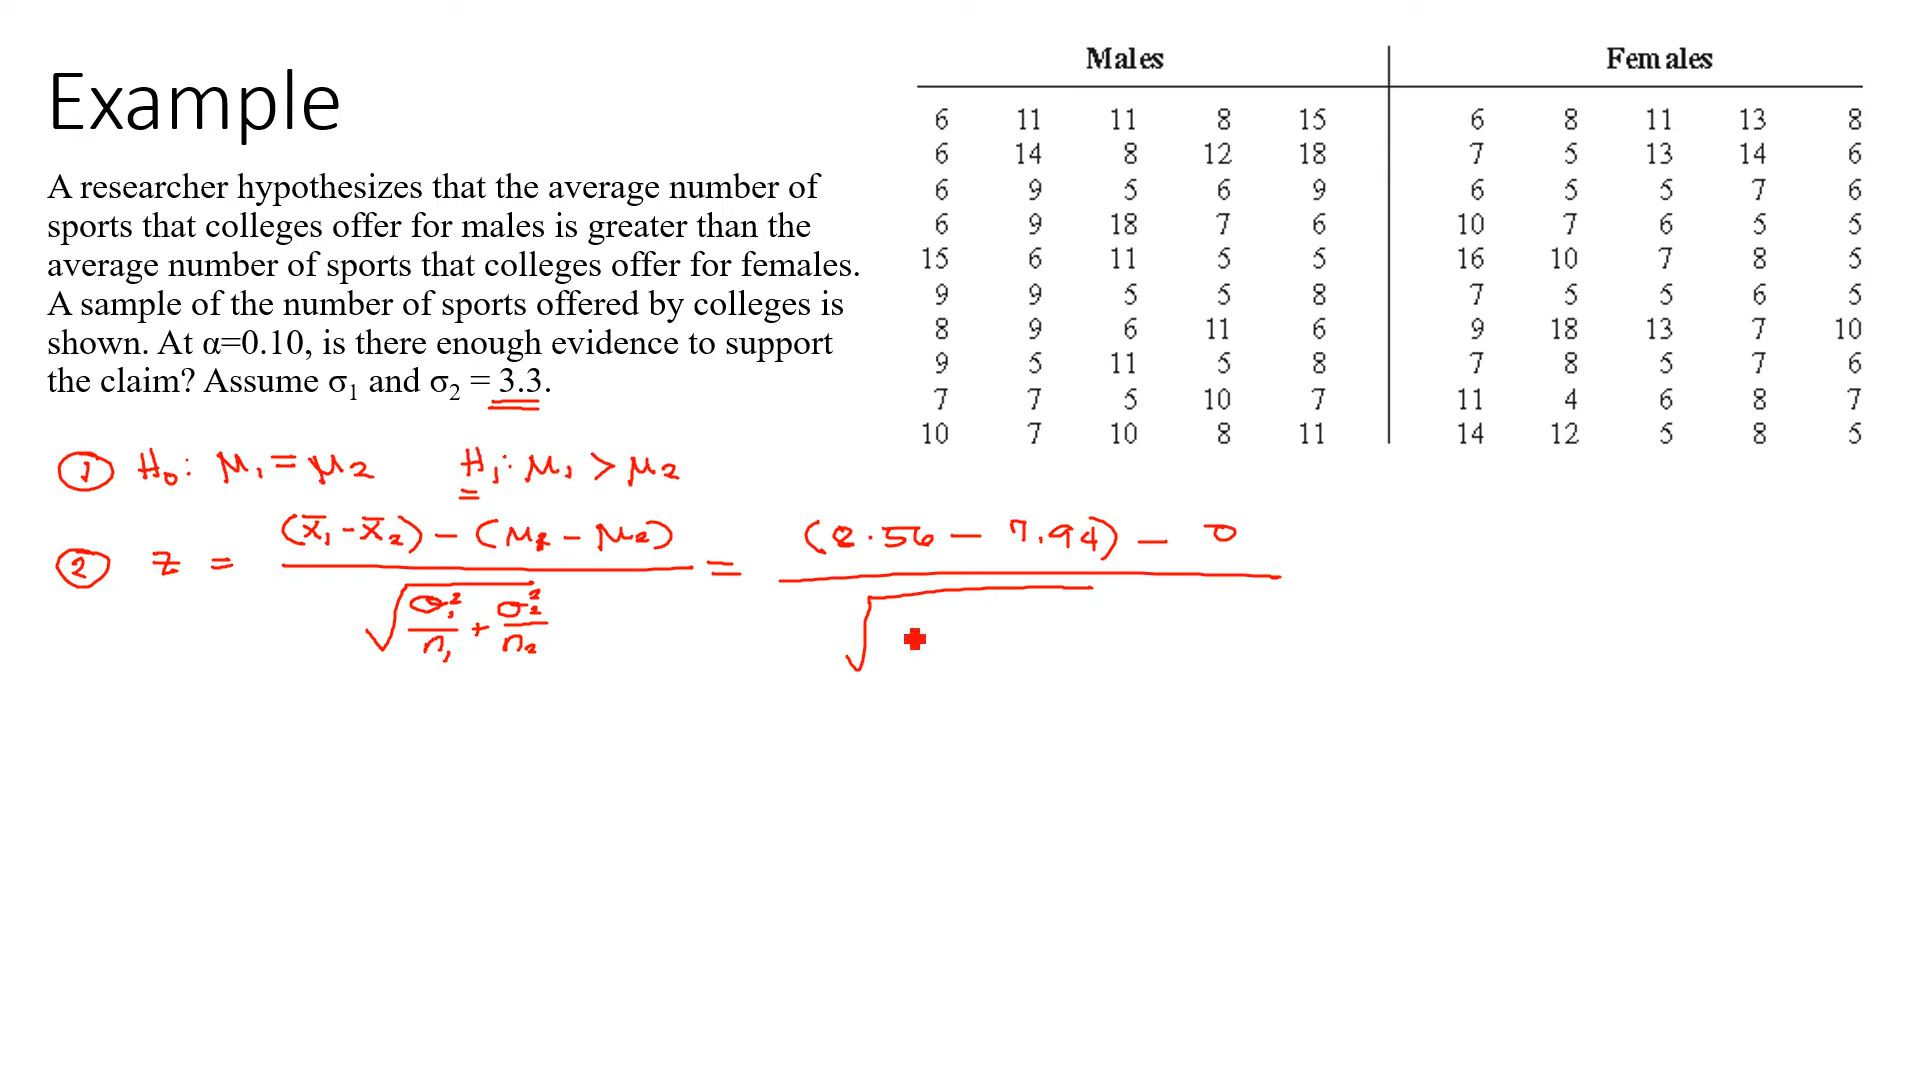 Example
A researcher hypothesizes that the average number of
sports that colleges offer for males is greater than the
average number of sports that colleges offer for females.
A sample of the number of sports offered by colleges is
shown. At α=0.10, is there enough evidence to support
the claim? Assume σ₁ and σ₂ = 3.3.
Males Females
6 11 11 8 15 6 8 11 13 8
6 14 8 12 18 7 5 13 14 6
6 9 5 6 9 6 5 5 7 6
6 9 18 7 6 10 7 6 5 5
15 6 11 5 5 16 10 7 8 5
9 9 5 5 8 7 5 5 6 5
8 9 6 11 6 9 18 13 7 10
9 5 11 5 8 7 8 5 7 6
7 7 5 10 7 11 4 6 8 7
10 7 10 8 11 14 12 5 8 5
① H₀: μ₁ = μ₂ H₁: μ₁ > μ₂
② z = (x̄₁ - x̄₂) - (μ₁ - μ₂) = (8.56 - 7.94) - 0
√ σ₁²/n₁ + σ₂²/n₂ √